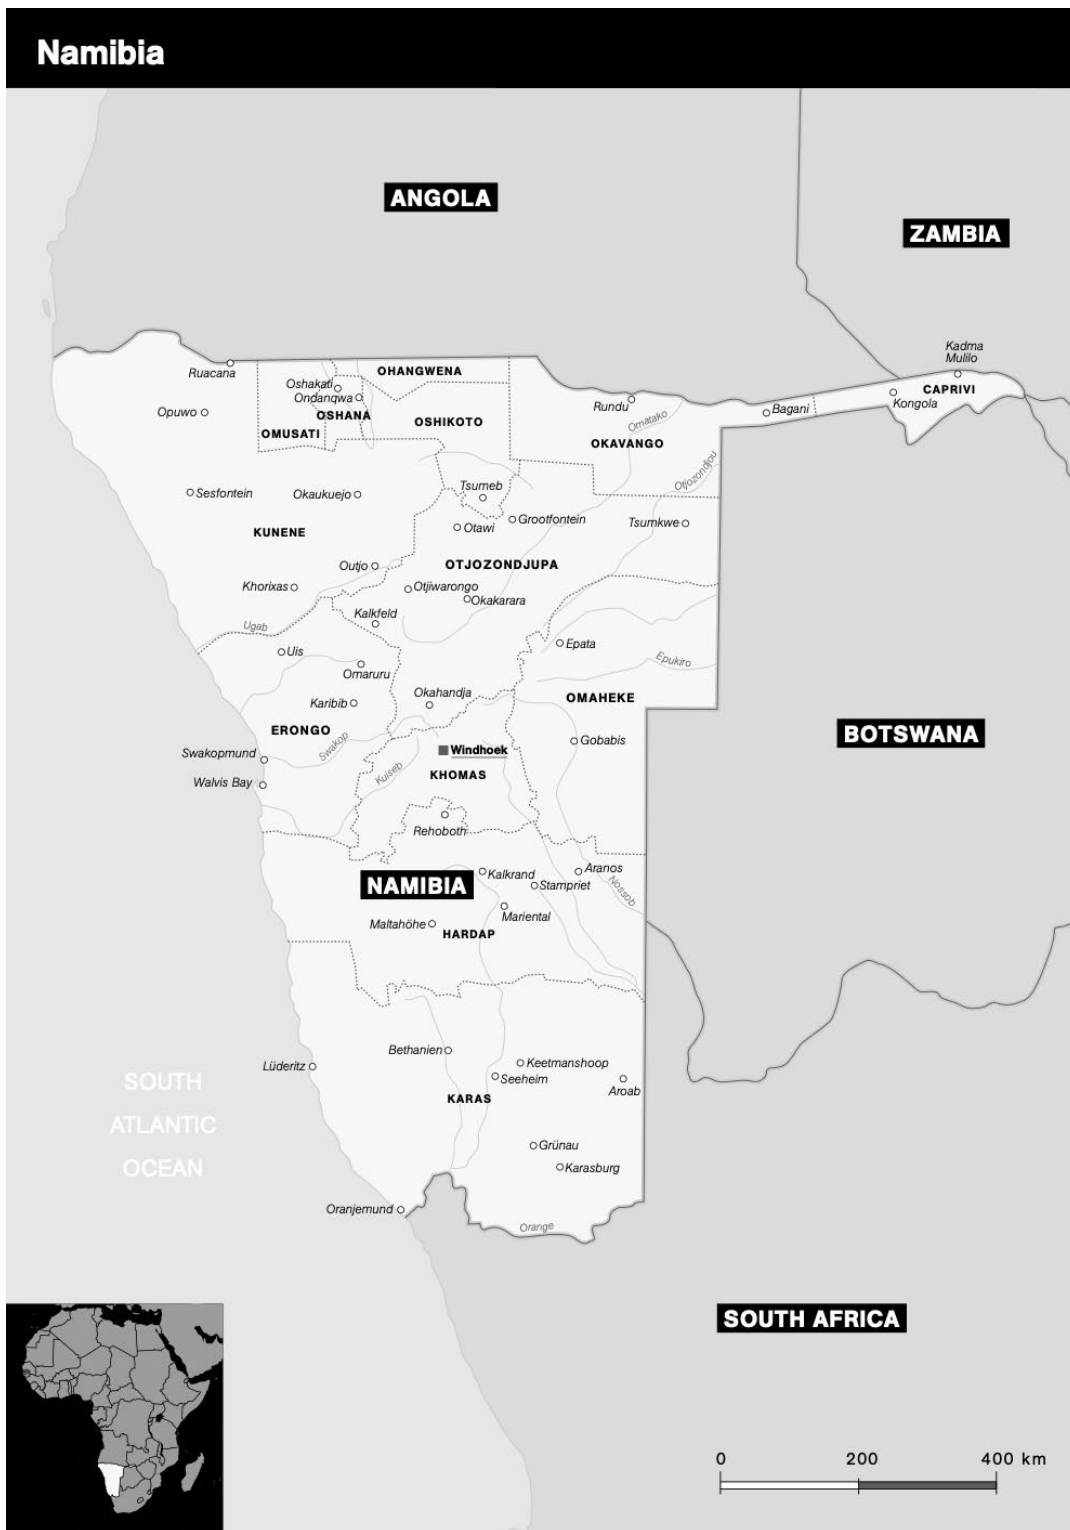 Namibia
ANGOLA
ZAMBIA
Kadma
Mulilo
Ruacana
OHANGWENA
Oshakati
Ondanqwa
CAPRIVI
Kongola
Opuwo
OSHANA
OSHIKOTO
Rundu
Bagani
OMUSATI
Omatako
OKAVANGO
Otjozondjou
Sesfontein
Okaukuejo
Tsumeb
KUNENE
Otawi
Grootfontein
Tsumkwe
Outjo
OTJOZONDJUPA
Khorixas
Otjiwarongo
Okakarara
Kalkfeld
Ugab
Uis
Epata
Omaruru
Epukiro
Karibib
Okahandja
OMAHEKE
ERONGO
Swakop
Gobabis
BOTSWANA
Swakopmund
Windhoek
Walvis Bay
Kuiseb
KHOMAS
Rehoboth
NAMIBIA
Kalkrand
Aranos
Stampriet
Nossob
Maltahöhe
Mariental
HARDAP
Bethanien
Lüderitz
Keetmanshoop
Seeheim
Aroab
SOUTH
ATLANTIC
OCEAN
KARAS
Grünau
Karasburg
Oranjemund
Orange
SOUTH AFRICA
0 200 400 km